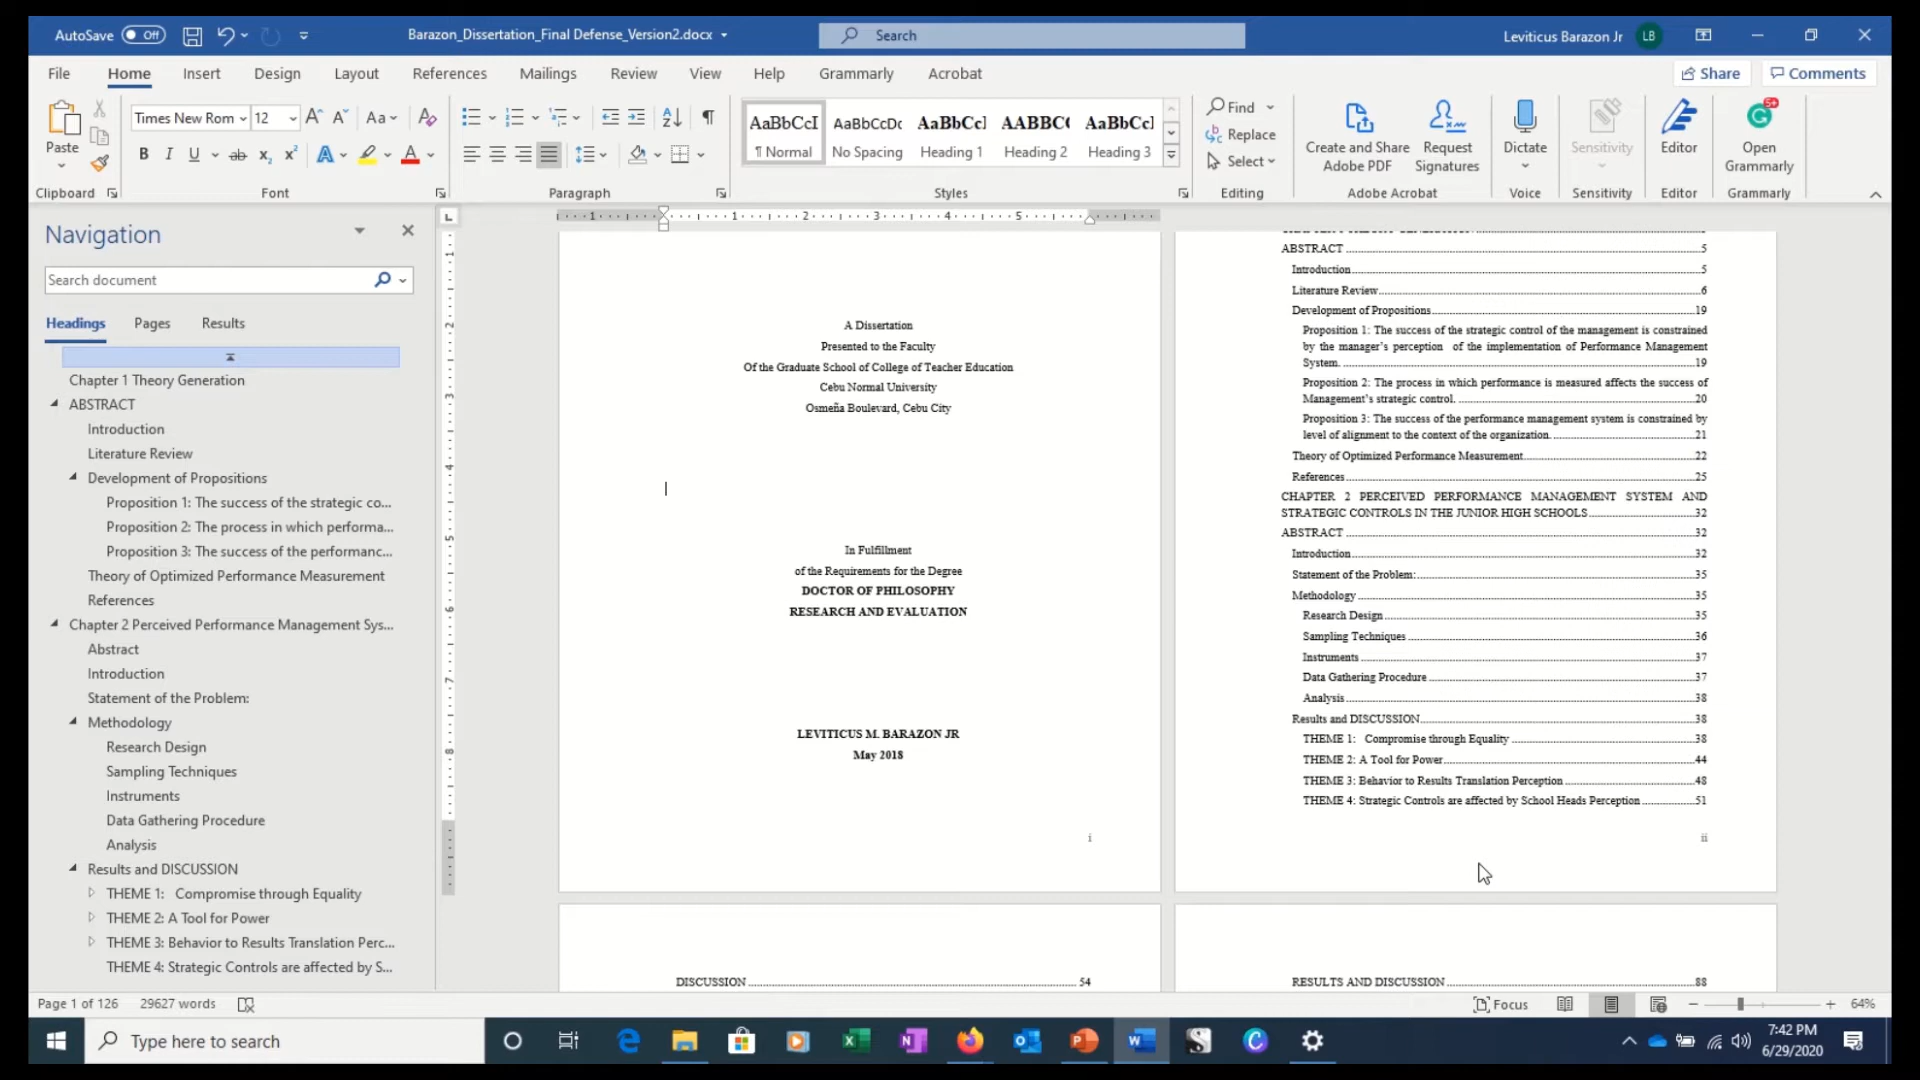 AutoSave Off
Barazon_Dissertation_Final Defense_Version2.docx
Search
Leviticus Barazon Jr LB
File Home Insert Design Layout References Mailings Review View Help Grammarly Acrobat Share Comments
Paste
Clipboard
Times New Rom 12
Aa
B I U ab x₂ x² A A
Font
Paragraph
AaBbCcI AaBbCcDc AaBbCcI AABBC AaBbCcI
¶ Normal No Spacing Heading 1 Heading 2 Heading 3
Styles
Find
Replace
Select
Editing
Create and Share Adobe PDF
Request Signatures
Adobe Acrobat
Dictate
Voice
Sensitivity
Sensitivity
Editor
Editor
Open Grammarly
Grammarly
Navigation
Search document
Headings Pages Results
Chapter 1 Theory Generation
ABSTRACT
Introduction
Literature Review
Development of Propositions
Proposition 1: The success of the strategic co...
Proposition 2: The process in which performa...
Proposition 3: The success of the performanc...
Theory of Optimized Performance Measurement
References
Chapter 2 Perceived Performance Management Sys...
Abstract
Introduction
Statement of the Problem:
Methodology
Research Design
Sampling Techniques
Instruments
Data Gathering Procedure
Analysis
Results and DISCUSSION
THEME 1: Compromise through Equality
THEME 2: A Tool for Power
THEME 3: Behavior to Results Translation Perc...
THEME 4: Strategic Controls are affected by S...
1 1 2 3 4 5
1
2
3
4
5
6
7
8
A Dissertation
Presented to the Faculty
Of the Graduate School of College of Teacher Education
Cebu Normal University
Osmeña Boulevard, Cebu City
In Fulfillment
of the Requirements for the Degree
DOCTOR OF PHILOSOPHY
RESEARCH AND EVALUATION
LEVITICUS M. BARAZON JR
May 2018
i
ABSTRACT 5
Introduction 5
Literature Review 6
Development of Propositions 19
Proposition 1: The success of the strategic control of the management is constrained
by the manager's perception of the implementation of Performance Management
System. 19
Proposition 2: The process in which performance is measured affects the success of
Management's strategic control. 20
Proposition 3: The success of the performance management system is constrained by
level of alignment to the context of the organization. 21
Theory of Optimized Performance Measurement 22
References 25
CHAPTER 2 PERCEIVED PERFORMANCE MANAGEMENT SYSTEM AND
STRATEGIC CONTROLS IN THE JUNIOR HIGH SCHOOLS 32
ABSTRACT 32
Introduction 32
Statement of the Problem: 35
Methodology 35
Research Design 35
Sampling Techniques 36
Instruments 37
Data Gathering Procedure 37
Analysis 38
Results and DISCUSSION 38
THEME 1: Compromise through Equality 38
THEME 2: A Tool for Power 44
THEME 3: Behavior to Results Translation Perception 48
THEME 4: Strategic Controls are affected by School Heads Perception 51
ii
DISCUSSION 54
RESULTS AND DISCUSSION 88
Page 1 of 126 29627 words
Focus
64%
Type here to search
7:42 PM
6/29/2020